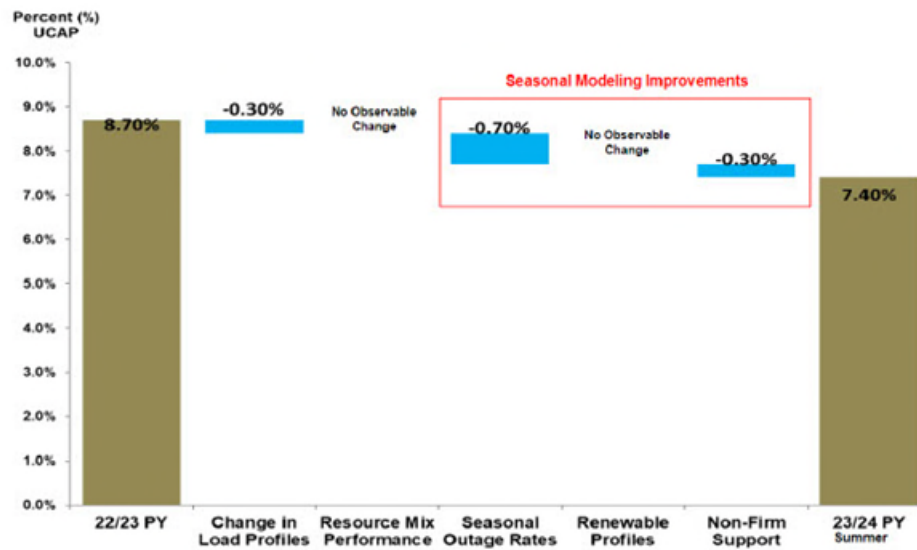 Percent (%)
UCAP
10.0%
9.0%
8.0%
7.0%
6.0%
5.0%
4.0%
3.0%
2.0%
1.0%
0.0%
Seasonal Modeling Improvements
8.70%
-0.30%
No Observable
Change
-0.70%
No Observable
Change
-0.30%
7.40%
22/23 PY
Change in
Load Profiles
Resource Mix
Performance
Seasonal
Outage Rates
Renewable
Profiles
Non-Firm
Support
23/24 PY
Summer